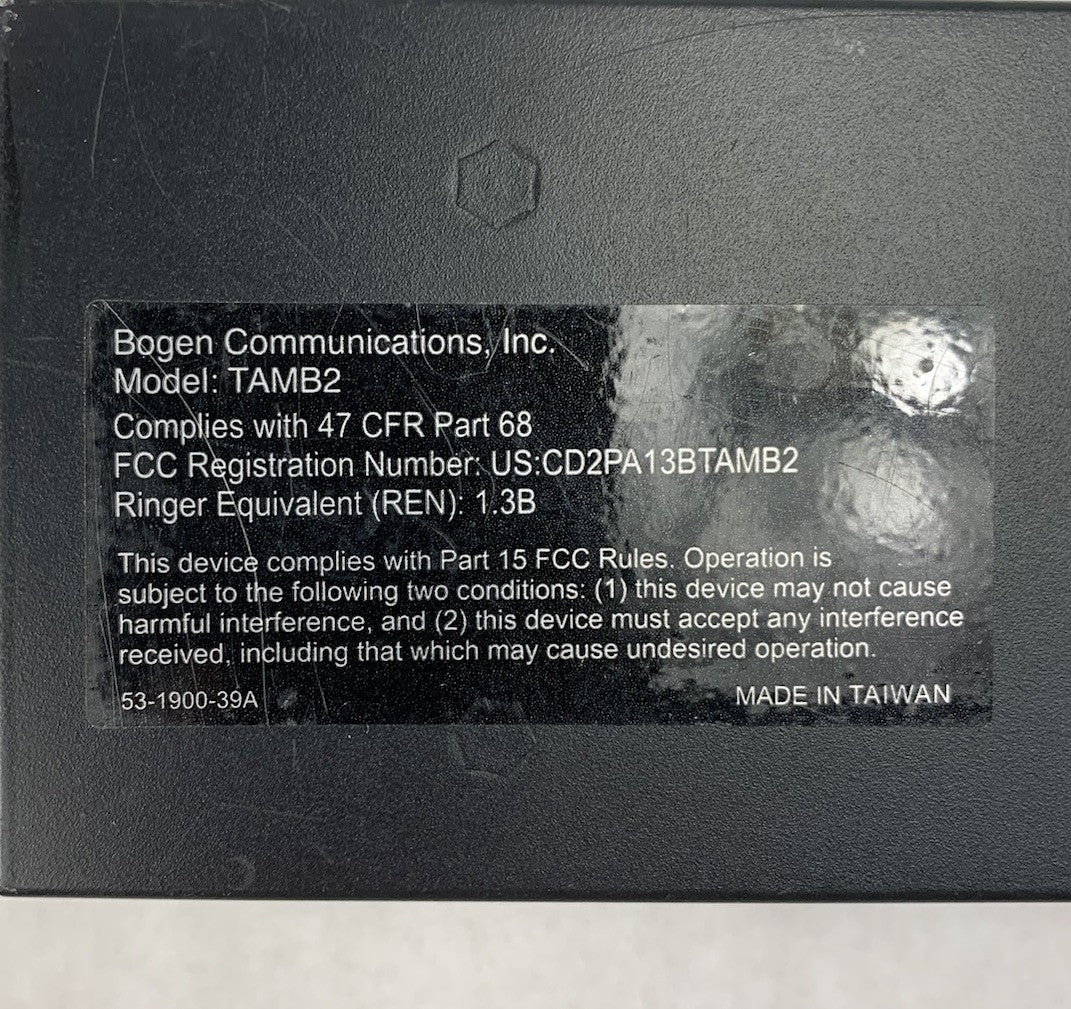 Bogen Communications, Inc.
Model: TAMB2
Complies with 47 CFR Part 68
FCC Registration Number: US:CD2PA13BTAMB2
Ringer Equivalent (REN): 1.3B
This device complies with Part 15 FCC Rules. Operation is
subject to the following two conditions: (1) this device may not cause
harmful interference, and (2) this device must accept any interference
received, including that which may cause undesired operation.
53-1900-39A
MADE IN TAIWAN